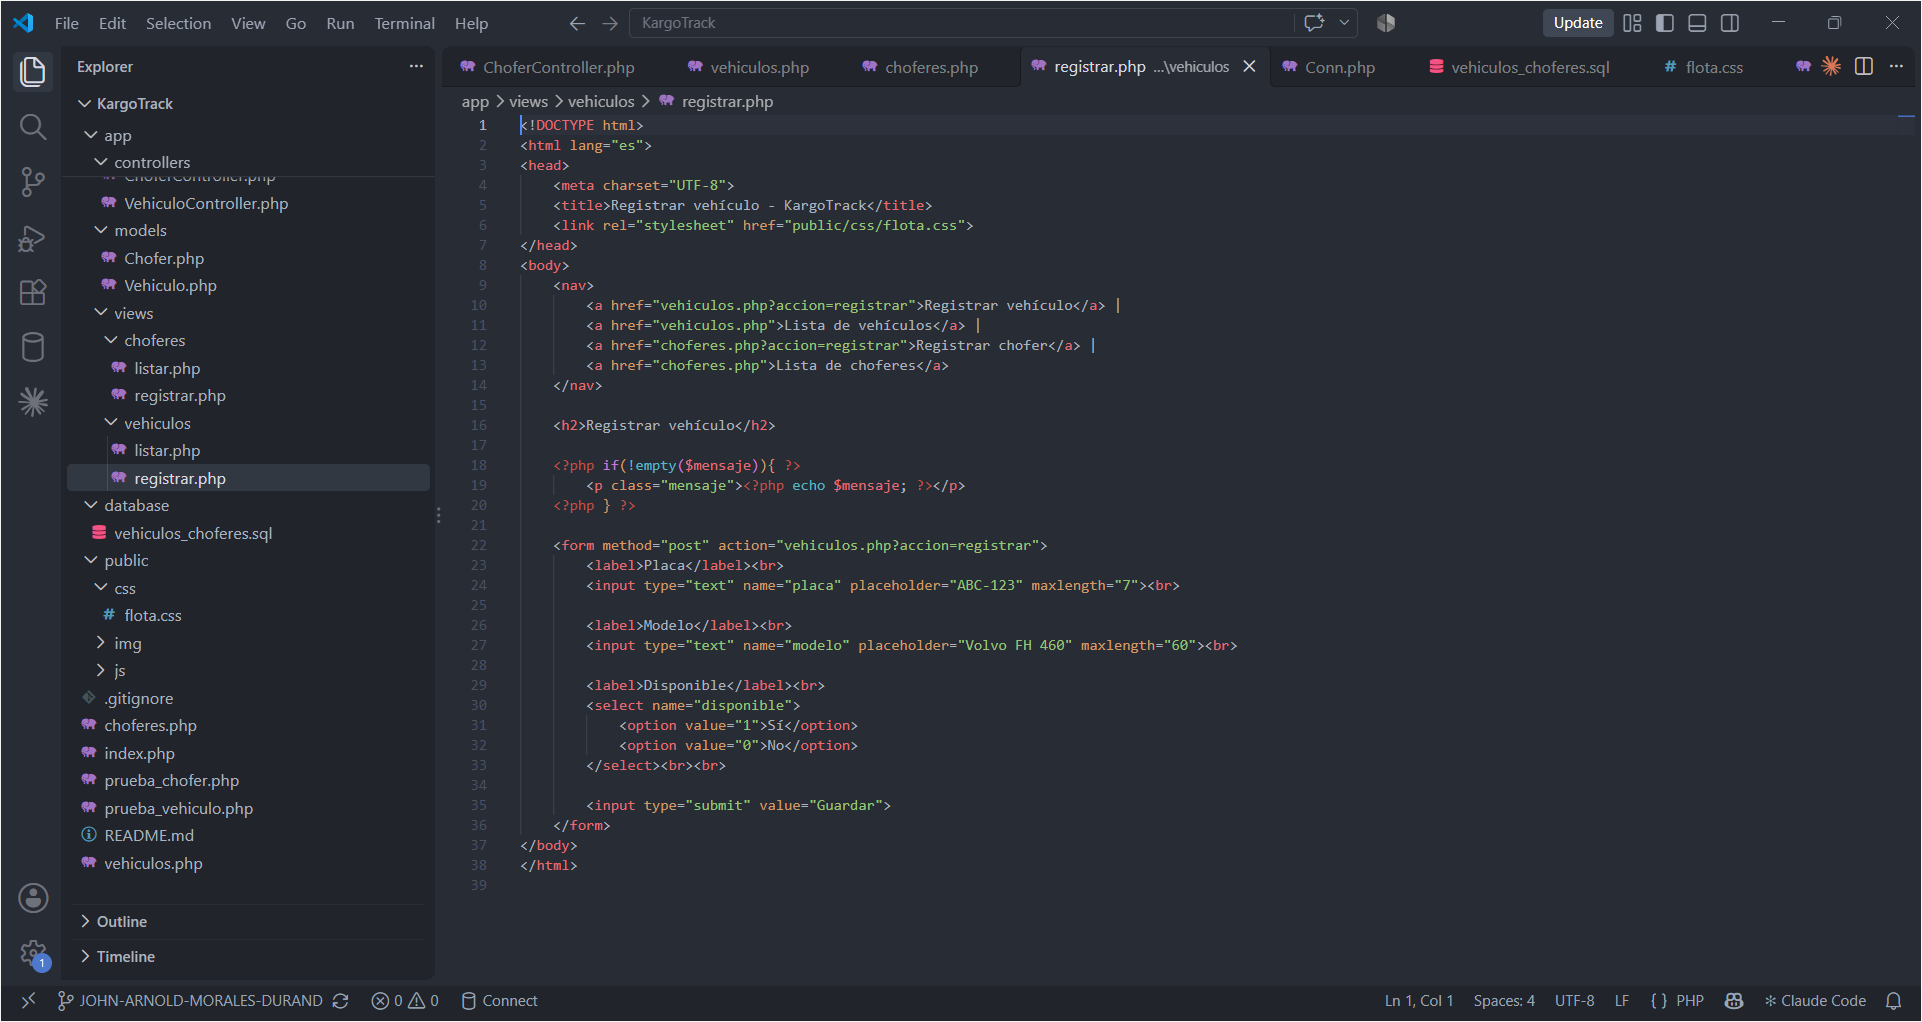 File Edit Selection View Go Run Terminal Help
KargoTrack
Update
Explorer
KargoTrack
app
controllers
ChoferController.php
VehiculoController.php
models
Chofer.php
Vehiculo.php
views
choferes
listar.php
registrar.php
vehiculos
listar.php
registrar.php
database
vehiculos_choferes.sql
public
css
flota.css
img
js
.gitignore
choferes.php
index.php
prueba_chofer.php
prueba_vehiculo.php
README.md
vehiculos.php
Outline
Timeline
1
ChoferController.php vehiculos.php choferes.php registrar.php ...\vehiculos Conn.php vehiculos_choferes.sql flota.css
app > views > vehiculos > registrar.php
1 <!DOCTYPE html>
2 <html lang="es">
3 <head>
4 <meta charset="UTF-8">
5 <title>Registrar vehículo - KargoTrack</title>
6 <link rel="stylesheet" href="public/css/flota.css">
7 </head>
8 <body>
9 <nav>
10 <a href="vehiculos.php?accion=registrar">Registrar vehículo</a> |
11 <a href="vehiculos.php">Lista de vehículos</a> |
12 <a href="choferes.php?accion=registrar">Registrar chofer</a> |
13 <a href="choferes.php">Lista de choferes</a>
14 </nav>
15
16 <h2>Registrar vehículo</h2>
17
18 <?php if(!empty($mensaje)){ ?>
19 <p class="mensaje"><?php echo $mensaje; ?></p>
20 <?php } ?>
21
22 <form method="post" action="vehiculos.php?accion=registrar">
23 <label>Placa</label><br>
24 <input type="text" name="placa" placeholder="ABC-123" maxlength="7"><br>
25
26 <label>Modelo</label><br>
27 <input type="text" name="modelo" placeholder="Volvo FH 460" maxlength="60"><br>
28
29 <label>Disponible</label><br>
30 <select name="disponible">
31 <option value="1">Sí</option>
32 <option value="0">No</option>
33 </select><br><br>
34
35 <input type="submit" value="Guardar">
36 </form>
37 </body>
38 </html>
39
JOHN-ARNOLD-MORALES-DURAND 0 0 Connect Ln 1, Col 1 Spaces: 4 UTF-8 LF { } PHP Claude Code